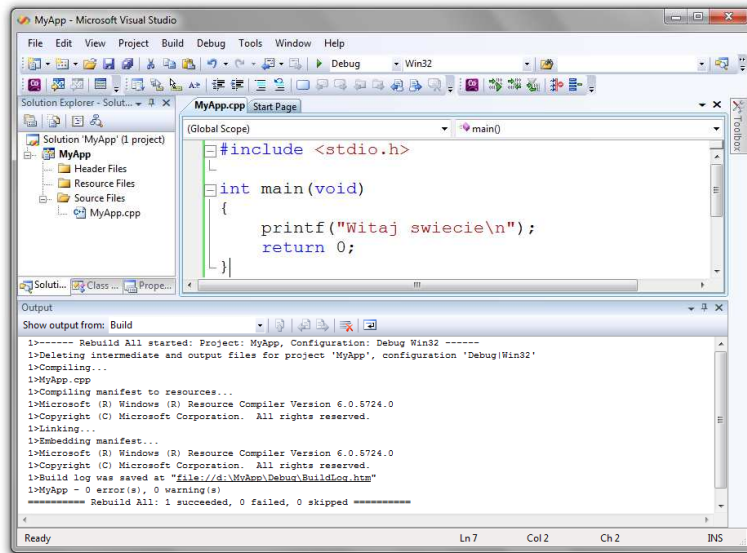 MyApp - Microsoft Visual Studio
File Edit View Project Build Debug Tools Window Help
Debug Win32
Solution Explorer - Solut...
MyApp.cpp Start Page
(Global Scope) main()
Solution 'MyApp' (1 project)
MyApp
Header Files
Resource Files
Source Files
MyApp.cpp
#include <stdio.h>
int main(void)
{
printf("Witaj swiecie\n");
return 0;
}
Soluti... Class ... Prope...
Toolbox
Output
Show output from: Build
1>------ Rebuild All started: Project: MyApp, Configuration: Debug Win32 ------
1>Deleting intermediate and output files for project 'MyApp', configuration 'Debug|Win32'
1>Compiling...
1>MyApp.cpp
1>Compiling manifest to resources...
1>Microsoft (R) Windows (R) Resource Compiler Version 6.0.5724.0
1>Copyright (C) Microsoft Corporation.  All rights reserved.
1>Linking...
1>Embedding manifest...
1>Microsoft (R) Windows (R) Resource Compiler Version 6.0.5724.0
1>Copyright (C) Microsoft Corporation.  All rights reserved.
1>Build log was saved at "file://d:\MyApp\Debug\BuildLog.htm"
1>MyApp - 0 error(s), 0 warning(s)
========== Rebuild All: 1 succeeded, 0 failed, 0 skipped ==========
Ready Ln 7 Col 2 Ch 2 INS